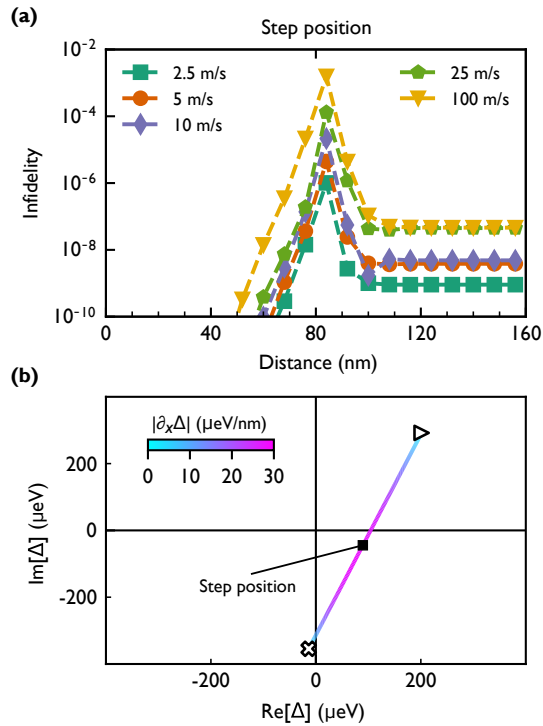 (a)
Step position
10⁻²
10⁻⁴
10⁻⁶
10⁻⁸
10⁻¹⁰
Infidelity
2.5 m/s
5 m/s
10 m/s
25 m/s
100 m/s
0 40 80 120 160
Distance (nm)
(b)
|∂ₓΔ| (µeV/nm)
0 10 20 30
200
0
-200
Im[Δ] (µeV)
Step position
-200 0 200
Re[Δ] (µeV)